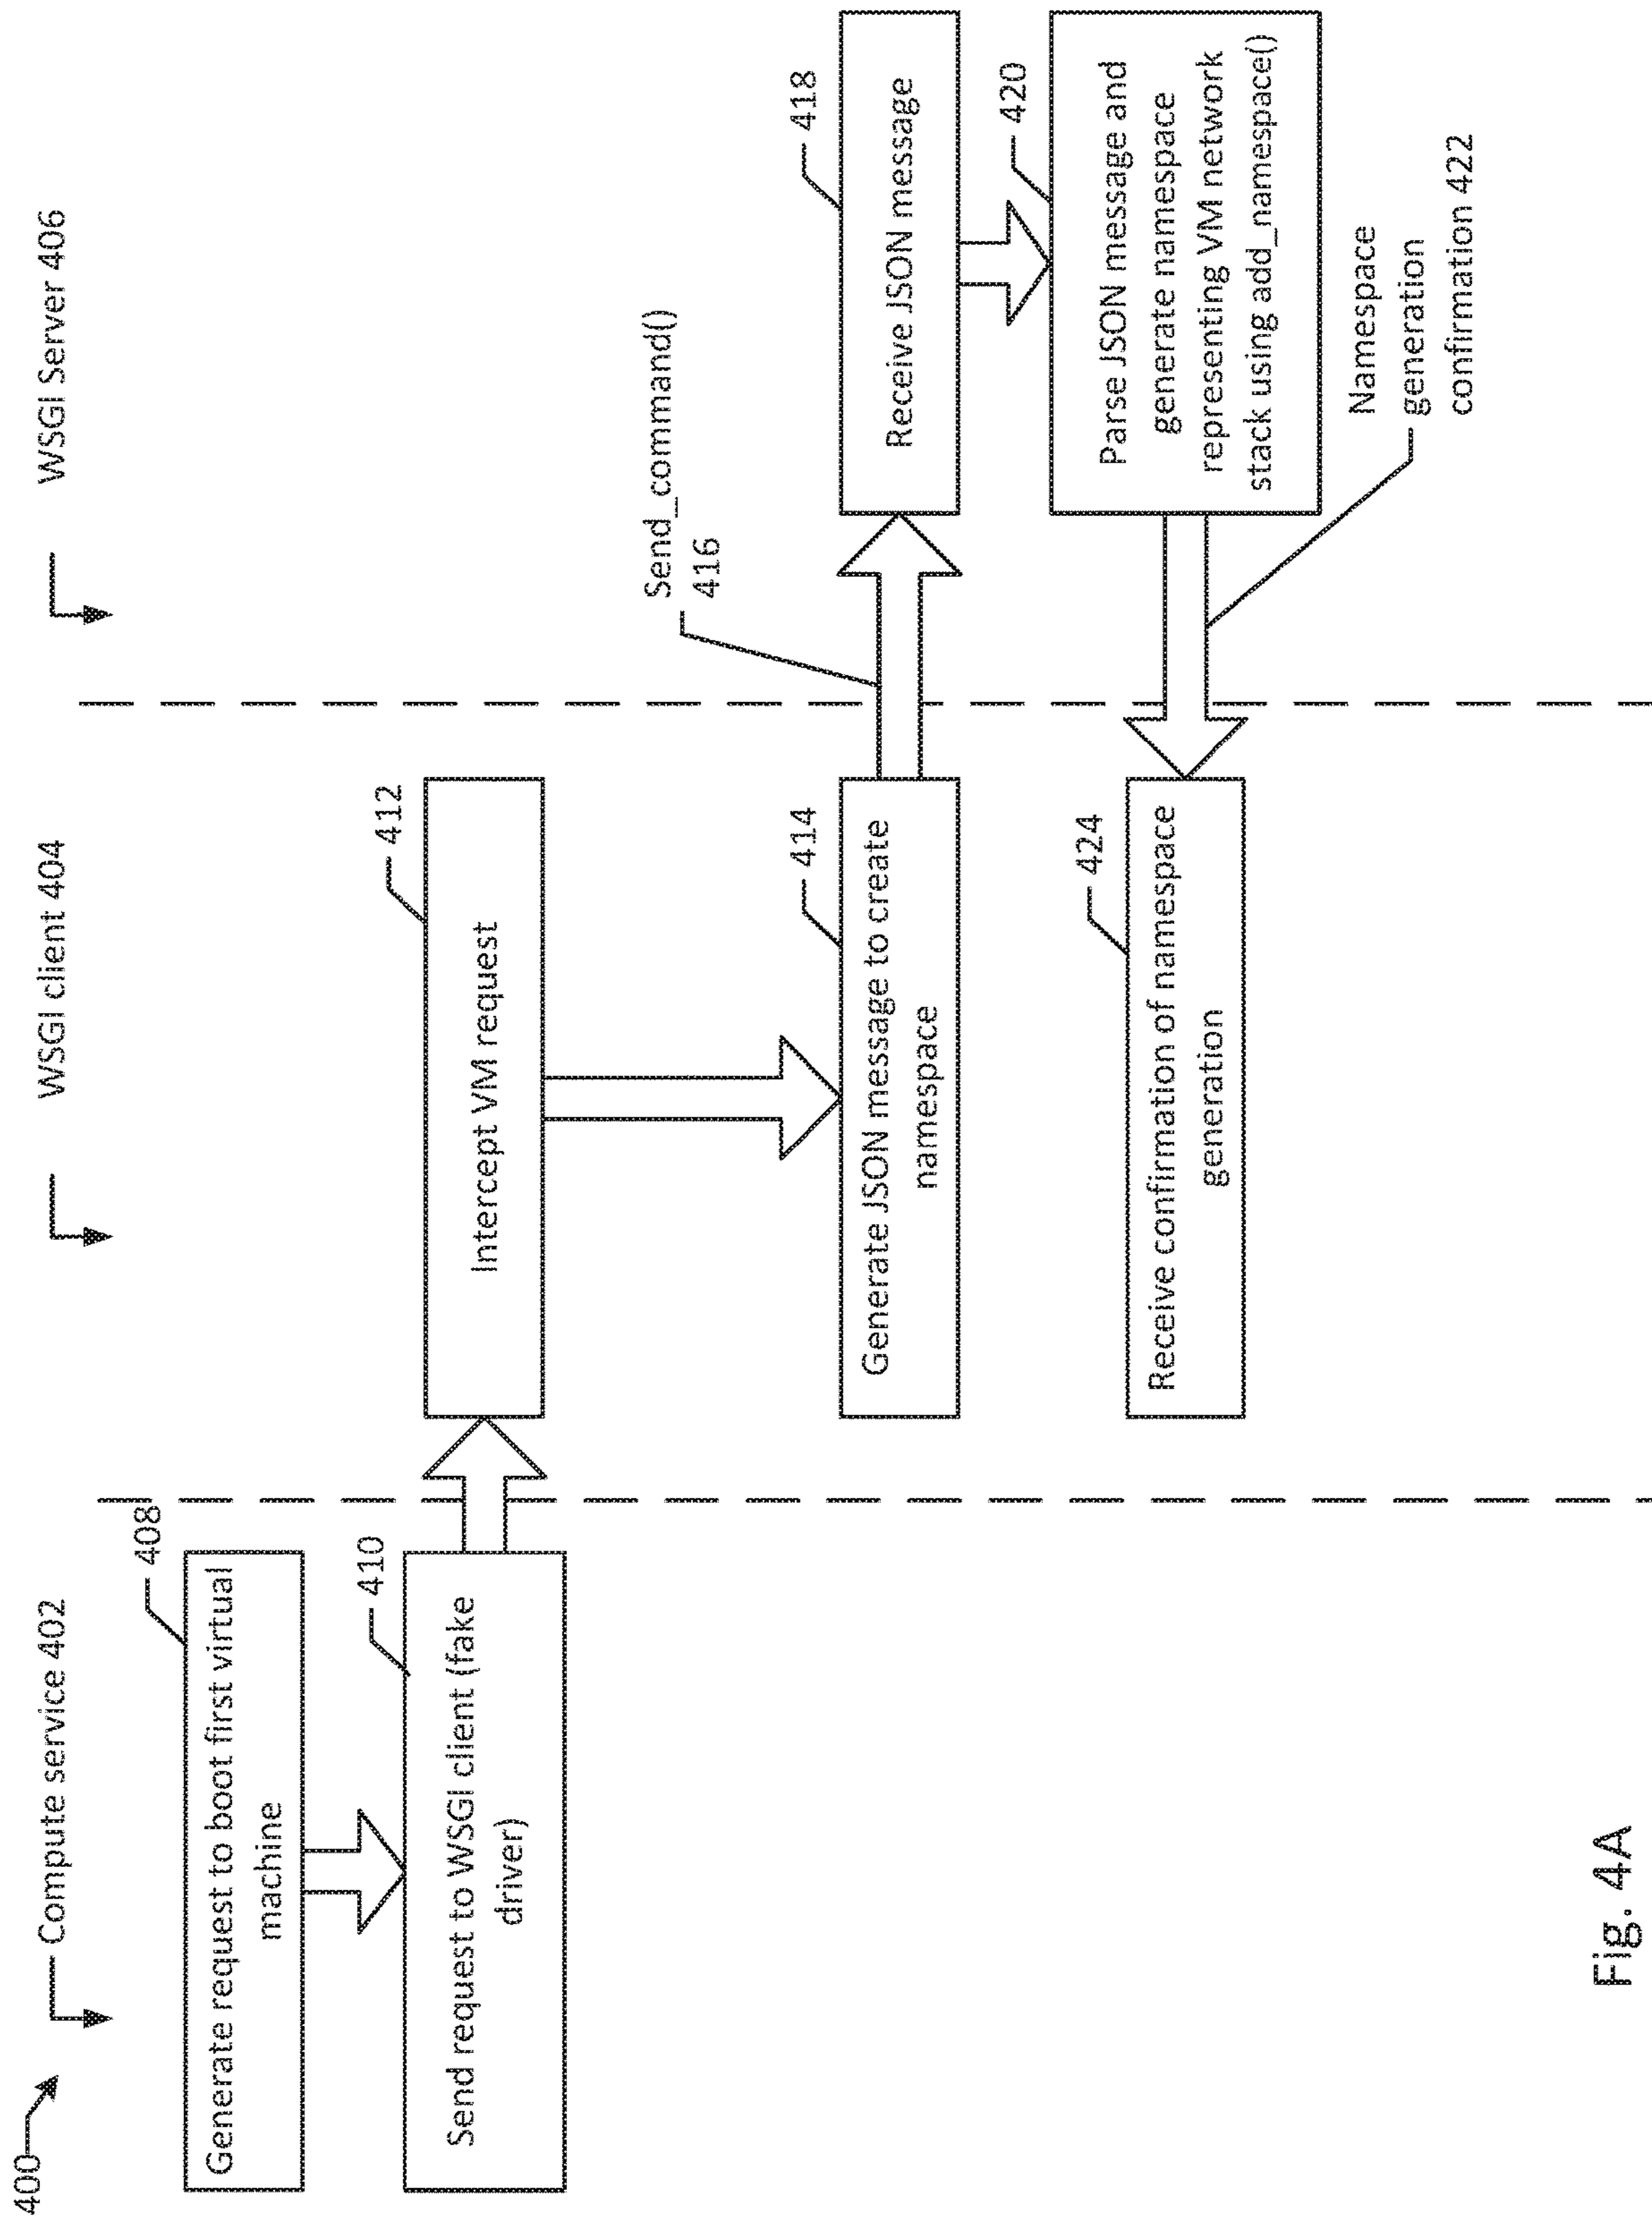 400
Compute service 402
WSGI client 404
WSGI Server 406
408
Generate request to boot first virtual
machine
410
Send request to WSGI client (fake
driver)
412
Intercept VM request
414
Generate JSON message to create
namespace
Send_command()
416
418
Receive JSON message
420
Parse JSON message and
generate namespace
representing VM network
stack using add_namespace()
Namespace
generation
confirmation 422
424
Receive confirmation of namespace
generation
Fig. 4A